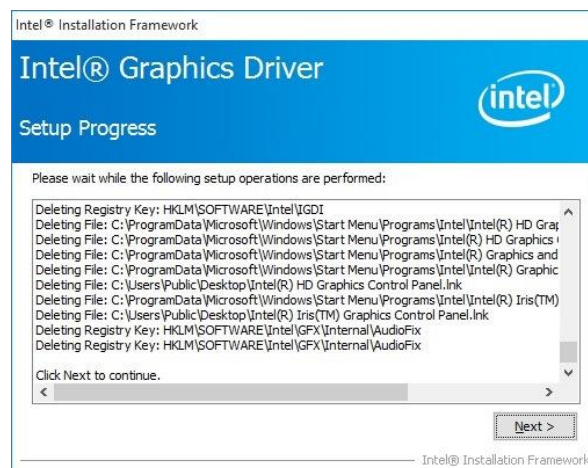 Intel® Installation Framework
Intel® Graphics Driver
intel
Setup Progress
Please wait while the following setup operations are performed:
Deleting Registry Key: HKLM\SOFTWARE\Intel\IGDI
Deleting File: C:\ProgramData\Microsoft\Windows\Start Menu\Programs\Intel\Intel(R) HD Grap
Deleting File: C:\ProgramData\Microsoft\Windows\Start Menu\Programs\Intel(R) HD Graphics
Deleting File: C:\ProgramData\Microsoft\Windows\Start Menu\Programs\Intel(R) Graphics and
Deleting File: C:\ProgramData\Microsoft\Windows\Start Menu\Programs\Intel\Intel(R) Graphic
Deleting File: C:\Users\Public\Desktop\Intel(R) HD Graphics Control Panel.lnk
Deleting File: C:\ProgramData\Microsoft\Windows\Start Menu\Programs\Intel\Intel(R) Iris(TM)
Deleting File: C:\Users\Public\Desktop\Intel(R) Iris(TM) Graphics Control Panel.lnk
Deleting Registry Key: HKLM\SOFTWARE\Intel\GFX\Internal\AudioFix
Deleting Registry Key: HKLM\SOFTWARE\Intel\GFX\Internal\AudioFix
Click Next to continue.
Next >
Intel® Installation Framework